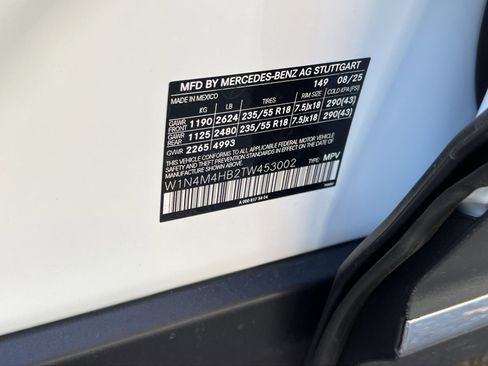 MFD BY MERCEDES-BENZ AG STUTTGART
MADE IN MEXICO 149 08/25
KG LB TIRES RIM SIZE COLD KPA (PSI)
GAWR FRONT 1190 2624 235/55 R18 7.5Jx18 290(43)
GAWR REAR 1125 2480 235/55 R18 7.5Jx18 290(43)
GVWR 2265 4993
THIS VEHICLE CONFORMS TO ALL APPLICABLE FEDERAL MOTOR VEHICLE
SAFETY AND THEFT PREVENTION STANDARDS IN EFFECT ON THE DATE OF
MANUFACTURE SHOWN ABOVE.
W1N4M4HB2TW453002 TYPE: MPV